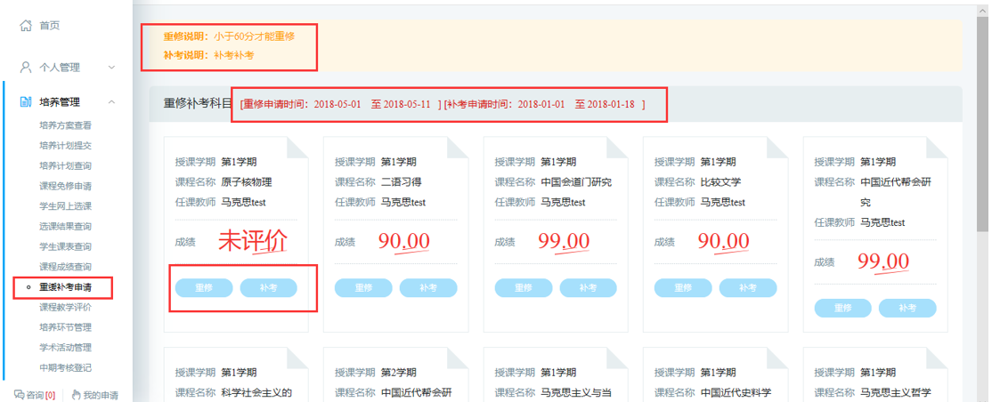 首页
个人管理
培养管理
培养方案查看
培养计划提交
培养计划查询
课程免修申请
学生网上选课
选课结果查询
学生课表查询
课程成绩查询
重缓补考申请
课程教学评价
培养环节管理
学术活动管理
中期考核登记
咨询[0] 我的申请
重修说明：小于60分才能重修
补考说明：补考补考
重修补考科目 [重修申请时间：2018-05-01 至 2018-05-11 ] [补考申请时间：2018-01-01 至 2018-01-18 ]
授课学期 第1学期
课程名称 原子核物理
任课教师 马克思test
成绩 未评价
重修 补考
授课学期 第1学期
课程名称 二语习得
任课教师 马克思test
成绩 90.00
重修 补考
授课学期 第1学期
课程名称 中国会道门研究
任课教师 马克思test
成绩 99.00
重修 补考
授课学期 第1学期
课程名称 比较文学
任课教师 马克思test
成绩 90.00
重修 补考
授课学期 第1学期
课程名称 中国近代帮会研
究
任课教师 马克思test
成绩 99.00
重修 补考
授课学期 第1学期
课程名称 科学社会主义的
授课学期 第2学期
课程名称 中国近代帮会研
授课学期 第1学期
课程名称 马克思主义与当
授课学期 第1学期
课程名称 中国近代史料学
授课学期 第1学期
课程名称 马克思主义哲学